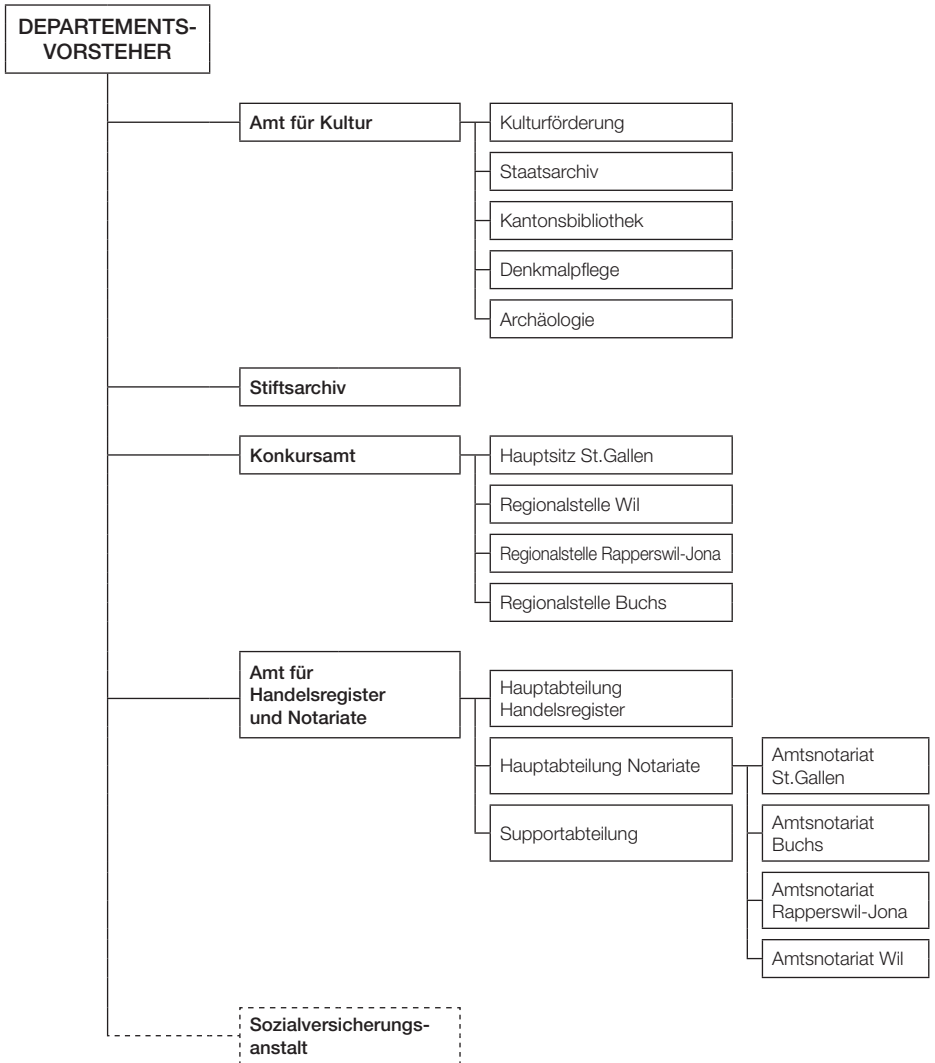 DEPARTEMENTS-
VORSTEHER
Amt für Kultur
Kulturförderung
Staatsarchiv
Kantonsbibliothek
Denkmalpflege
Archäologie
Stiftsarchiv
Konkursamt
Hauptsitz St.Gallen
Regionalstelle Wil
Regionalstelle Rapperswil-Jona
Regionalstelle Buchs
Amt für
Handelsregister
und Notariate
Hauptabteilung
Handelsregister
Hauptabteilung Notariate
Amtsnotariat
St.Gallen
Amtsnotariat
Buchs
Amtsnotariat
Rapperswil-Jona
Amtsnotariat Wil
Supportabteilung
Sozialversicherungs-
anstalt